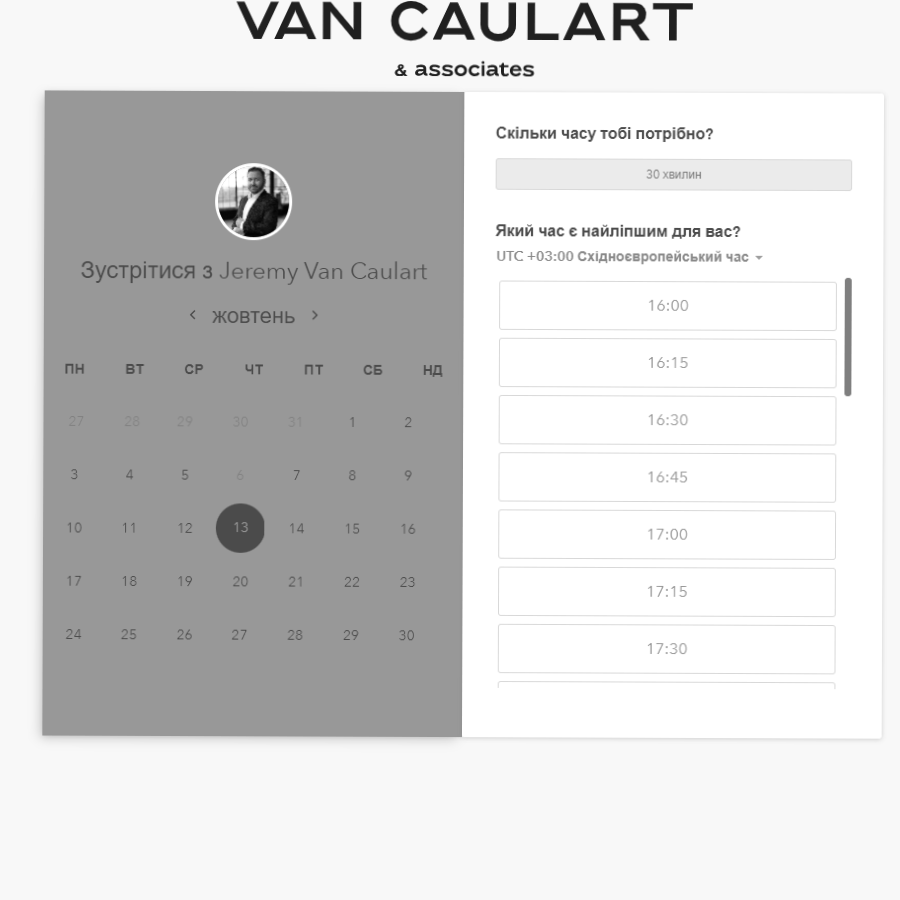 VAN CAULART
& associates
Зустрітися з Jeremy Van Caulart
жовтень
ПН ВТ СР ЧТ ПТ СБ НД
27 28 29 30 31 1 2
3 4 5 6 7 8 9
10 11 12 13 14 15 16
17 18 19 20 21 22 23
24 25 26 27 28 29 30
Скільки часу тобі потрібно?
30 хвилин
Який час є найліпшим для вас?
UTC +03:00 Східноєвропейський час
16:00
16:15
16:30
16:45
17:00
17:15
17:30